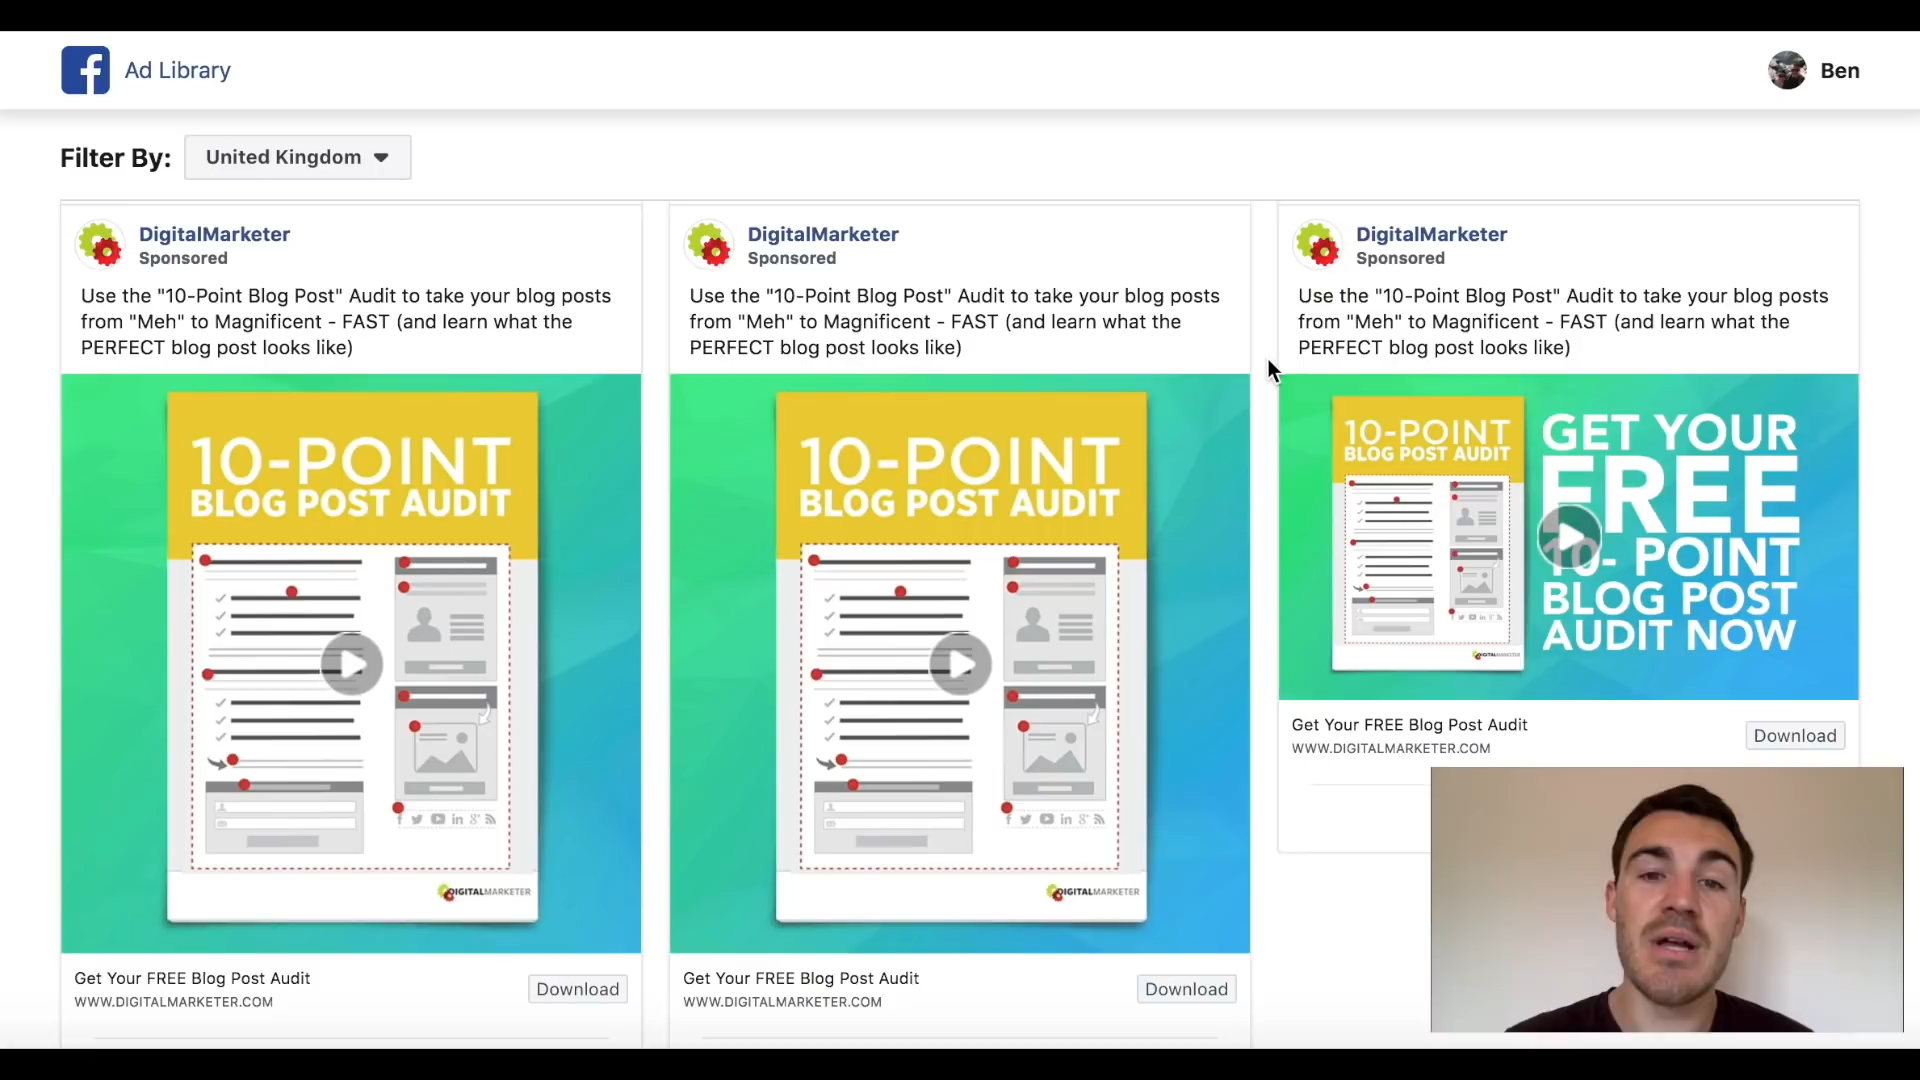 Ad Library
Ben
Filter By:
United Kingdom
DigitalMarketer
Sponsored
Use the "10-Point Blog Post" Audit to take your blog posts
from "Meh" to Magnificent - FAST (and learn what the
PERFECT blog post looks like)
10-POINT
BLOG POST AUDIT
DIGITALMARKETER
Get Your FREE Blog Post Audit
WWW.DIGITALMARKETER.COM
Download
DigitalMarketer
Sponsored
Use the "10-Point Blog Post" Audit to take your blog posts
from "Meh" to Magnificent - FAST (and learn what the
PERFECT blog post looks like)
10-POINT
BLOG POST AUDIT
DIGITALMARKETER
Get Your FREE Blog Post Audit
WWW.DIGITALMARKETER.COM
Download
DigitalMarketer
Sponsored
Use the "10-Point Blog Post" Audit to take your blog posts
from "Meh" to Magnificent - FAST (and learn what the
PERFECT blog post looks like)
10-POINT
BLOG POST AUDIT
DIGITALMARKETER
GET YOUR
FREE
10- POINT
BLOG POST
AUDIT NOW
Get Your FREE Blog Post Audit
WWW.DIGITALMARKETER.COM
Download